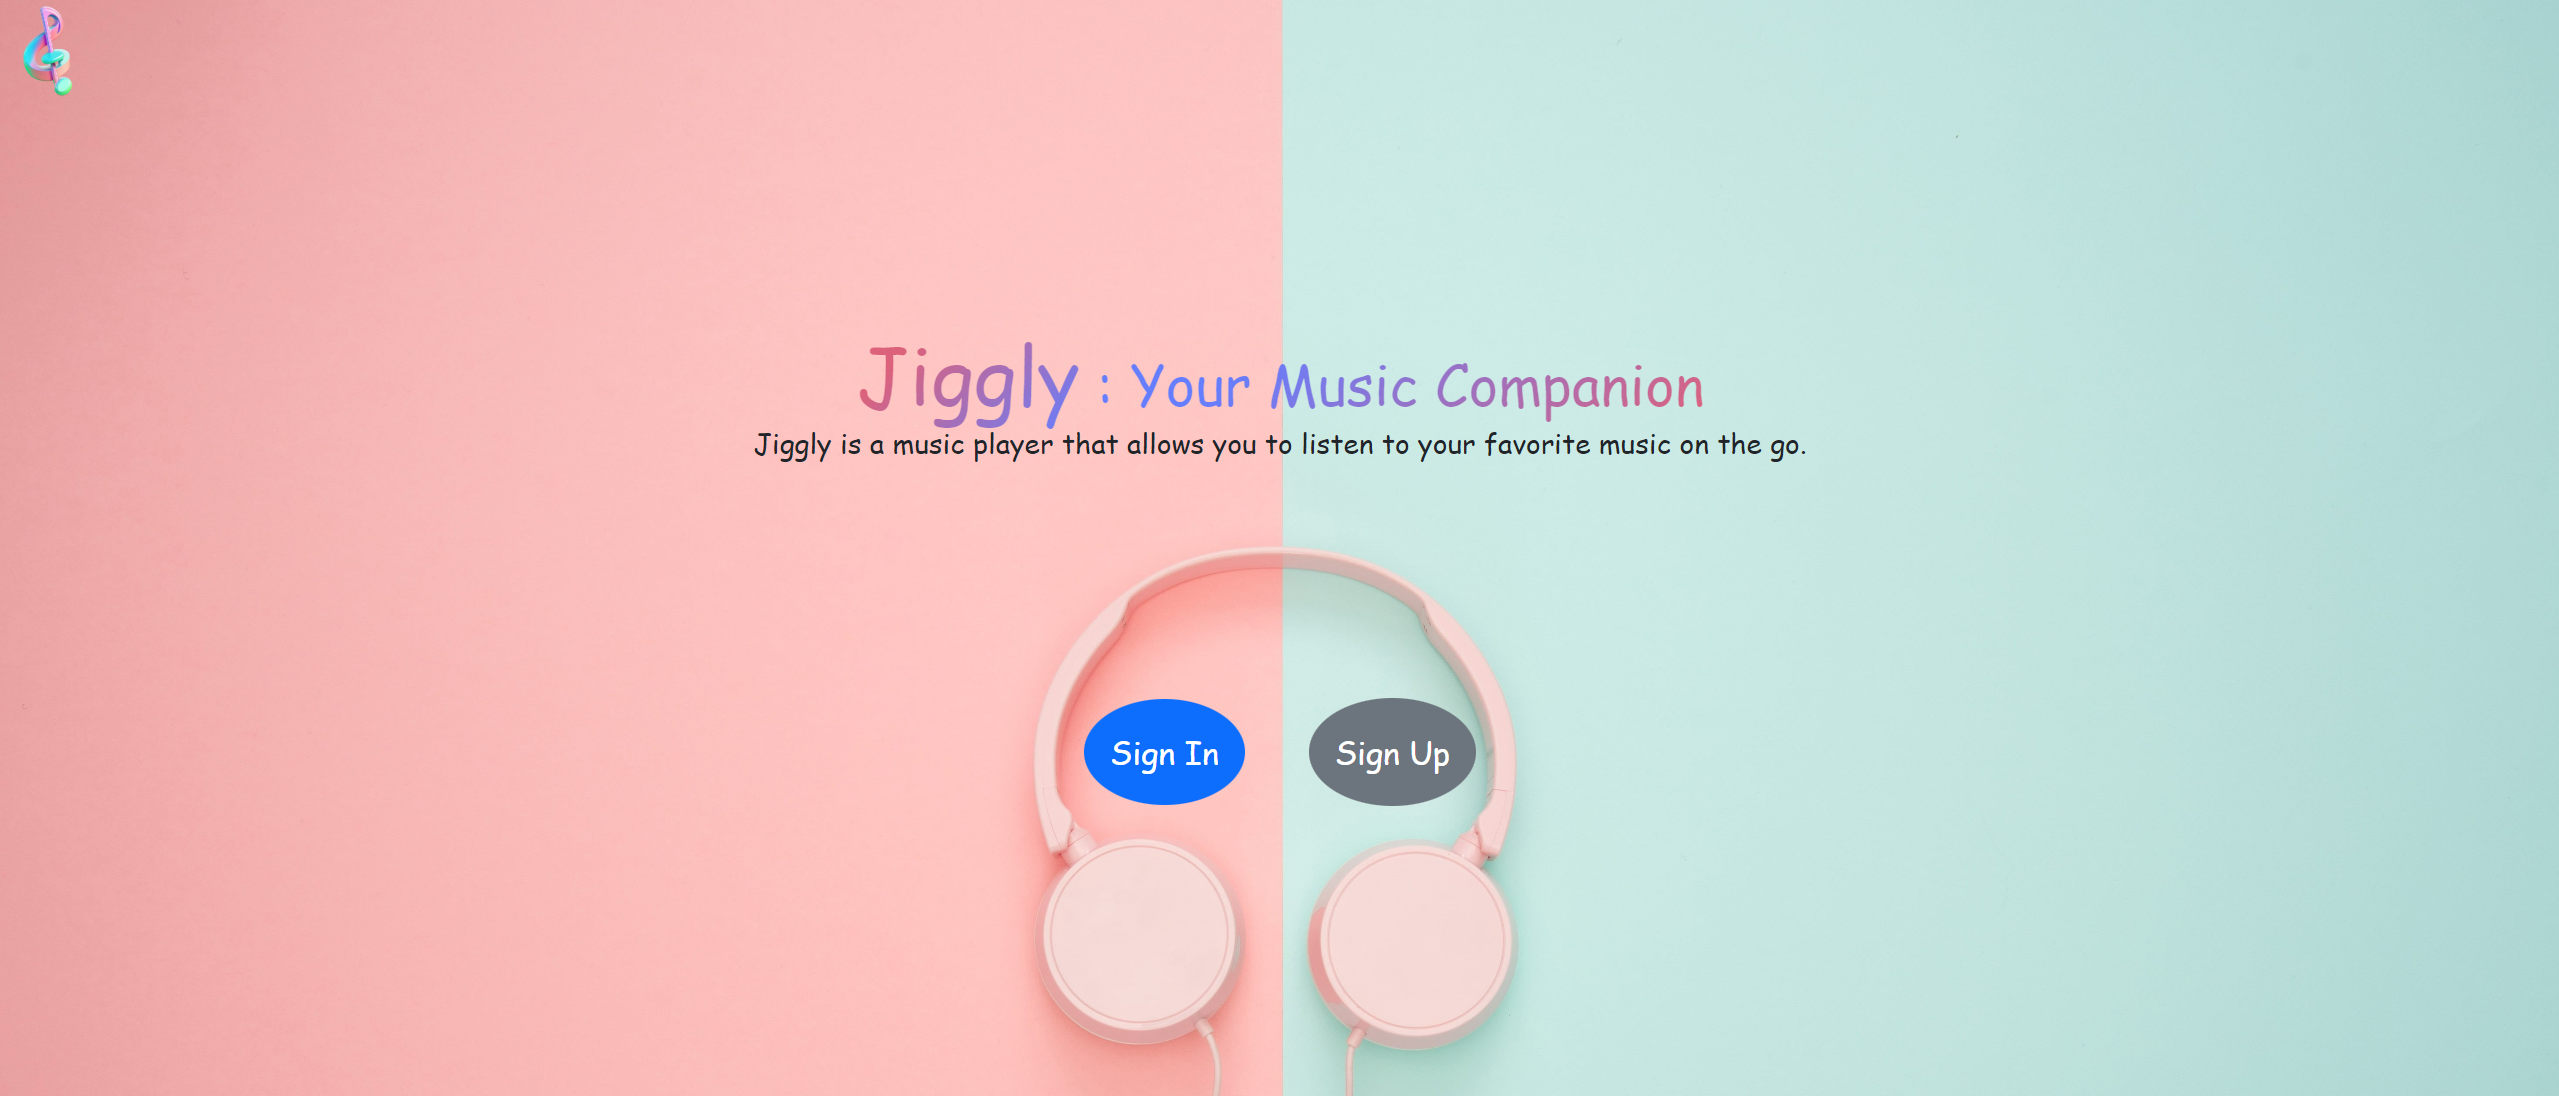 Jiggly : Your Music Companion
Jiggly is a music player that allows you to listen to your favorite music on the go.
Sign In
Sign Up